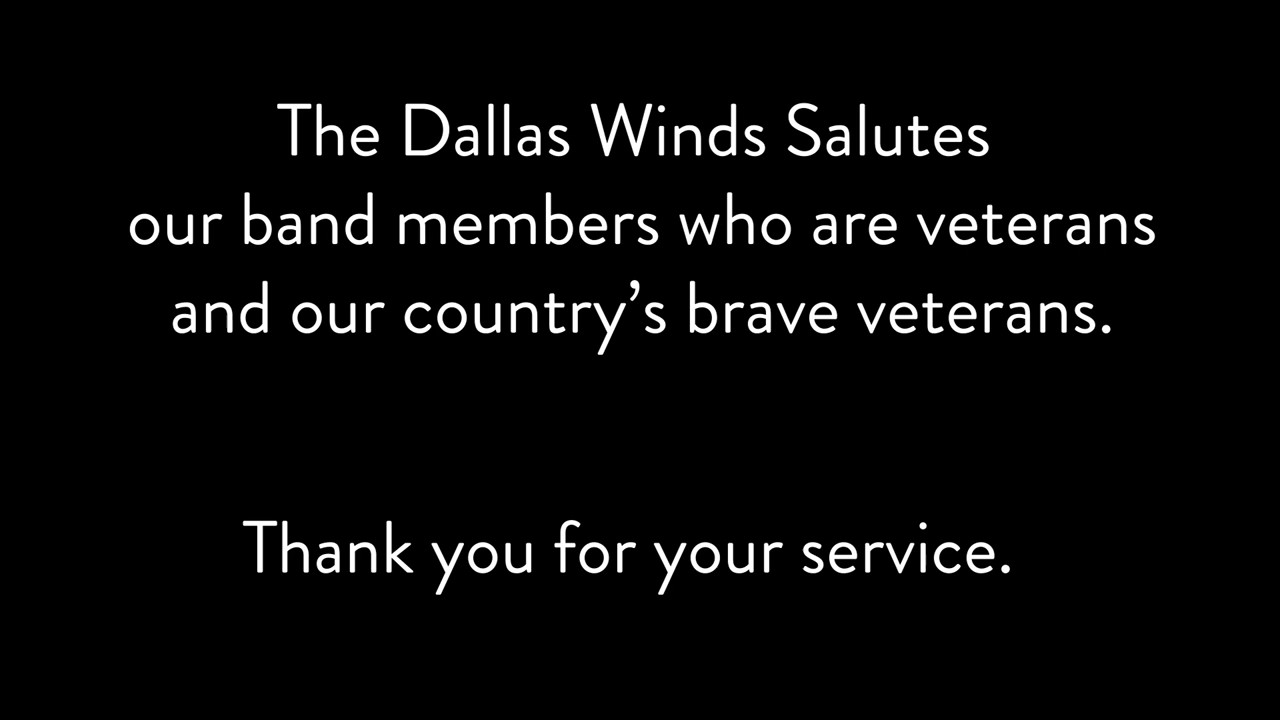 The Dallas Winds Salutes
our band members who are veterans
and our country’s brave veterans.
Thank you for your service.